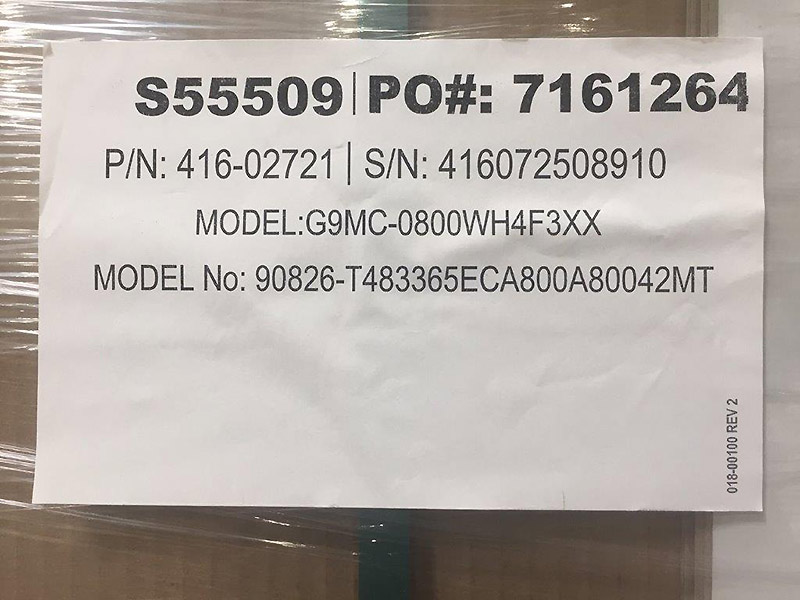 S55509|PO#: 7161264
P/N: 416-02721 | S/N: 416072508910
MODEL:G9MC-0800WH4F3XX
MODEL No: 90826-T483365ECA800A80042MT
018-00100 REV 2